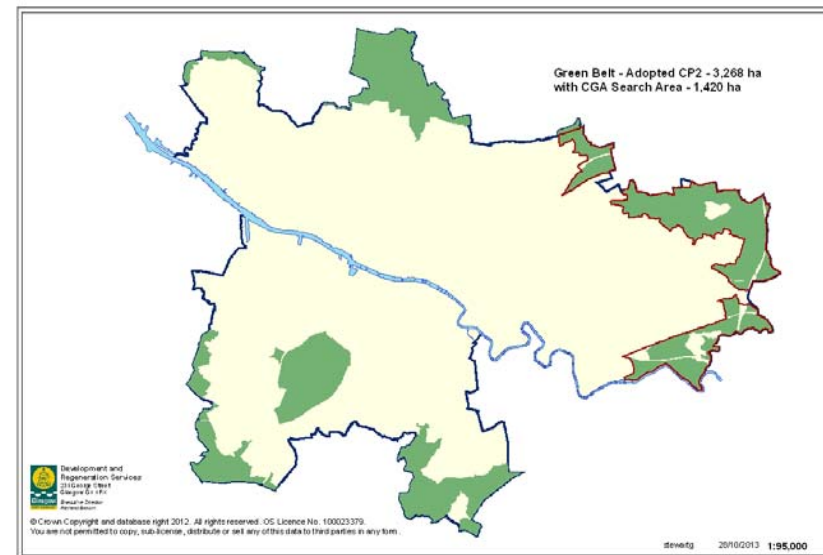 Green Belt - Adopted CP2 - 3,268 ha
with CGA Search Area - 1,420 ha
Development and
Regeneration Services
George Street
Glasgow
Executive Director
© Crown Copyright and database right 2012. All rights reserved. OS Licence No. 100023379.
You are not permitted to copy, sub-license, distribute or sell any of this data to third parties in any form.
28/10/2013 1:95,000